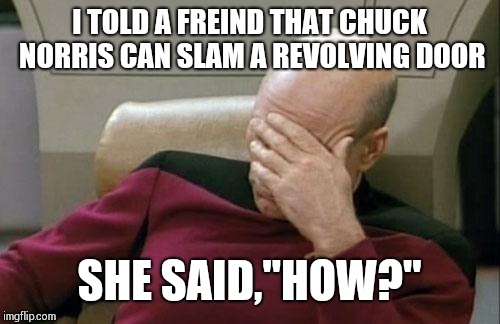 I TOLD A FREIND THAT CHUCK
NORRIS CAN SLAM A REVOLVING DOOR
SHE SAID,"HOW?"
imgflip.com